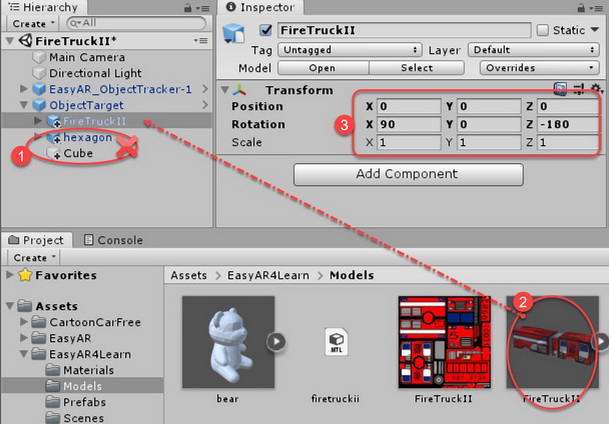 Hierarchy
Create
All
FireTruckII*
Main Camera
Directional Light
EasyAR_ObjectTracker-1
ObjectTarget
FireTruckII
hexagon
Cube
1
Inspector
FireTruckII
Static
Tag Untagged Layer Default
Model Open Select Overrides
Transform
Position X 0 Y 0 Z 0
Rotation X 90 Y 0 Z -180
Scale X 1 Y 1 Z 1
3
Add Component
Project Console
Create
Favorites
Assets
CartoonCarFree
EasyAR
EasyAR4Learn
Materials
Models
Prefabs
Scenes
Assets > EasyAR4Learn > Models
2
MTL
bear firetruckii FireTruckII FireTruckII